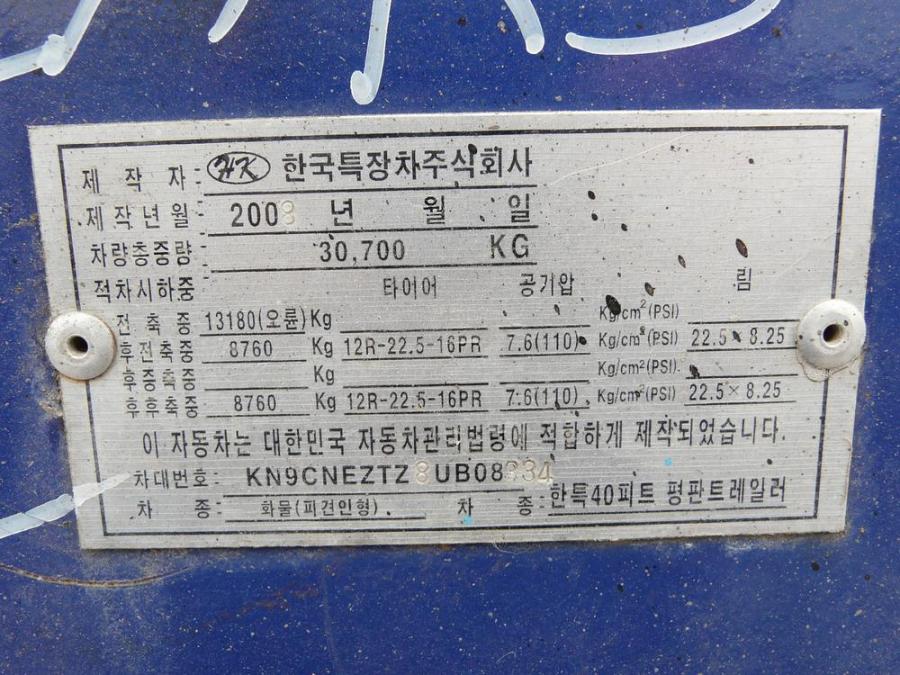 제 작 자 : HK 한국특장차주식회사
제작년월 : 2008 년 월 일
차량총중량 : 30,700 KG
적차시하중 타이어 공기압 림
전 축 중 13180(오륜)Kg Kg/cm²(PSI)
후전축중 8760 Kg 12R-22.5-16PR 7.6(110) Kg/cm²(PSI) 22.5 × 8.25
후중축중 Kg Kg/cm²(PSI)
후후축중 8760 Kg 12R-22.5-16PR 7.6(110) Kg/cm²(PSI) 22.5 × 8.25
이 자동차는 대한민국 자동차관리법령에 적합하게 제작되었습니다.
차대번호 : KN9CNEZTZ8UB08334
차 종 : 화물(피견인형) 차 종 : 한특40피트 평판트레일러